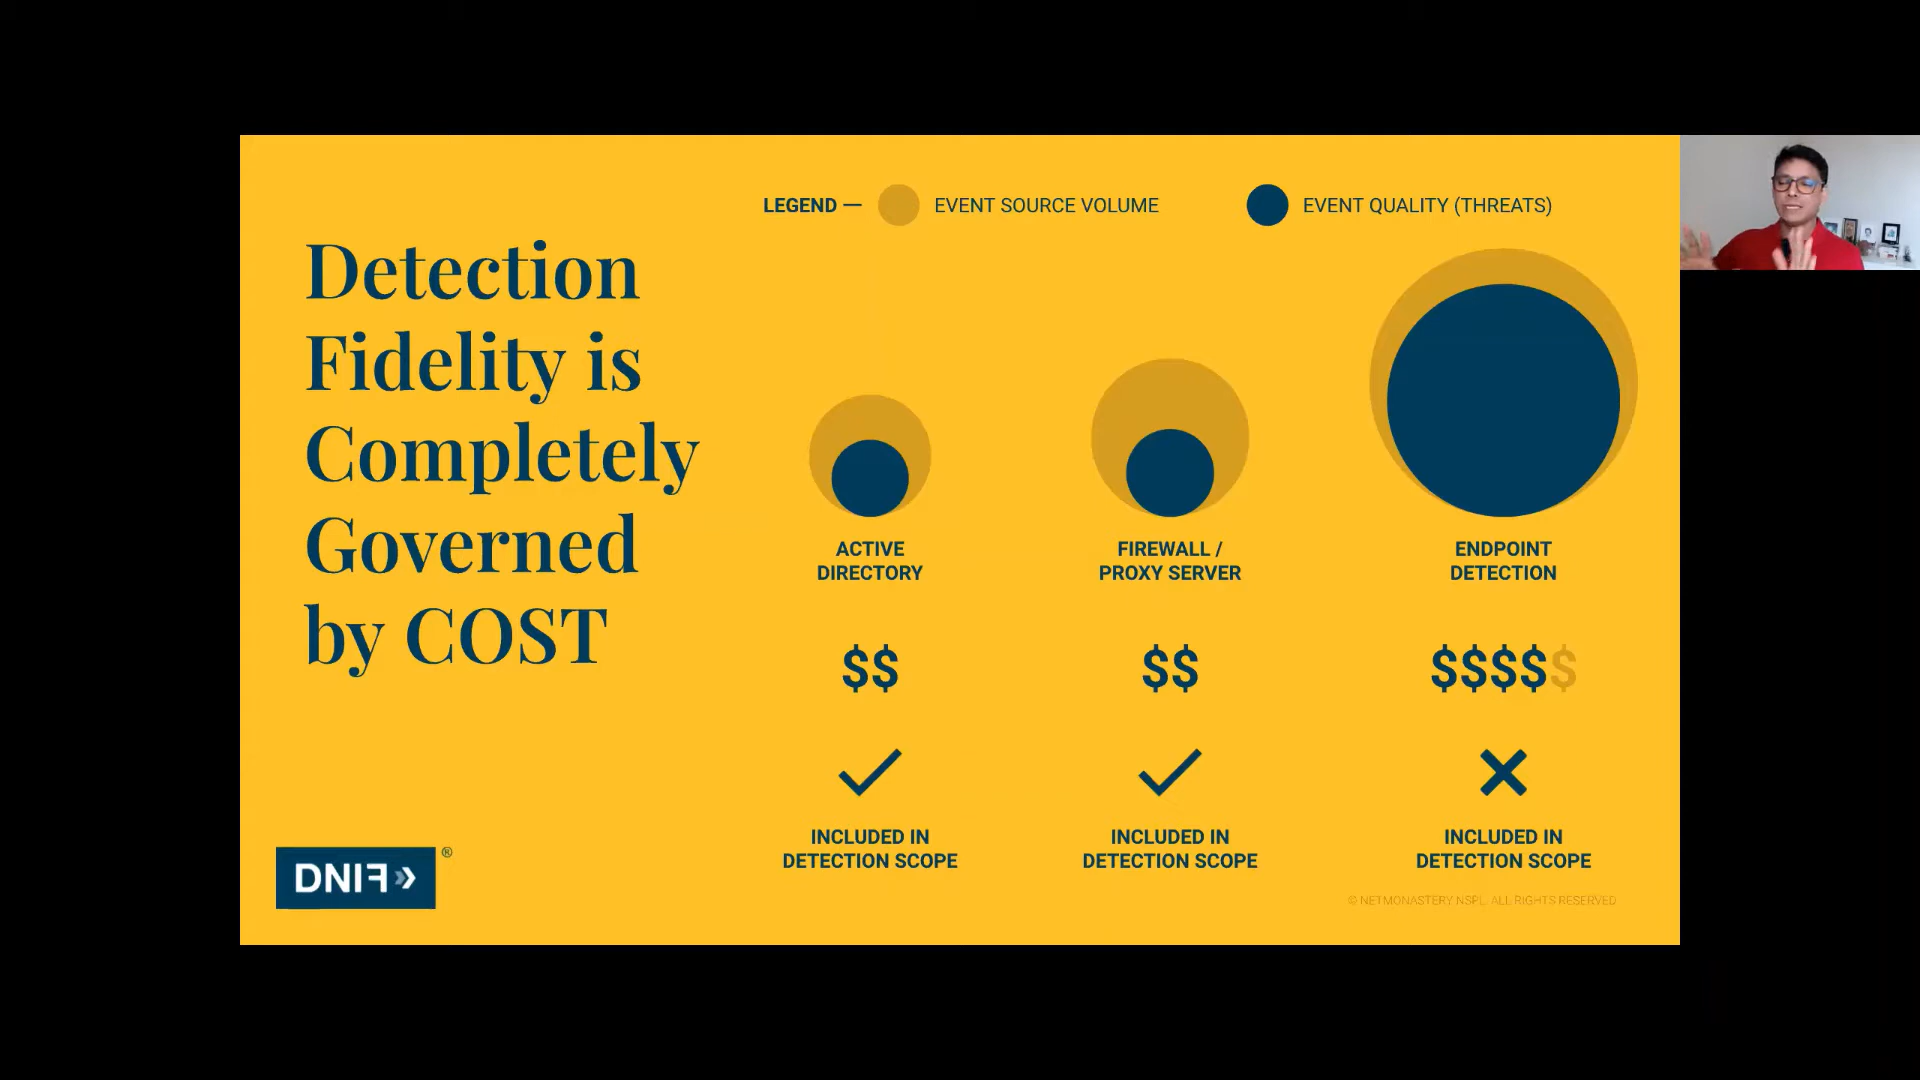 LEGEND — EVENT SOURCE VOLUME EVENT QUALITY (THREATS)
Detection
Fidelity is
Completely
Governed
by COST
ACTIVE
DIRECTORY
FIREWALL /
PROXY SERVER
ENDPOINT
DETECTION
$$
$$
$$$$$
INCLUDED IN
DETECTION SCOPE
INCLUDED IN
DETECTION SCOPE
INCLUDED IN
DETECTION SCOPE
DNIF ®
© NETMONASTERY NSPL. ALL RIGHTS RESERVED